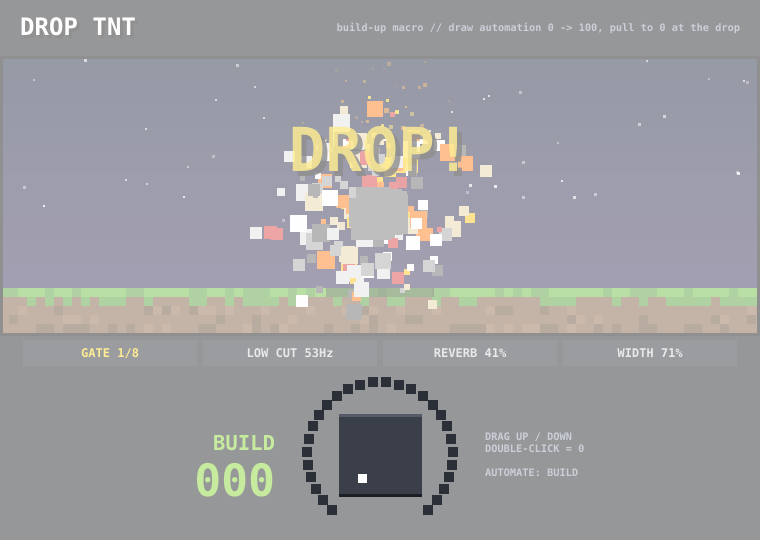 DROP TNT
build-up macro // draw automation 0 -> 100, pull to 0 at the drop
DROP!
GATE 1/8
LOW CUT 53Hz
REVERB 41%
WIDTH 71%
BUILD
000
DRAG UP / DOWN
DOUBLE-CLICK = 0
AUTOMATE: BUILD